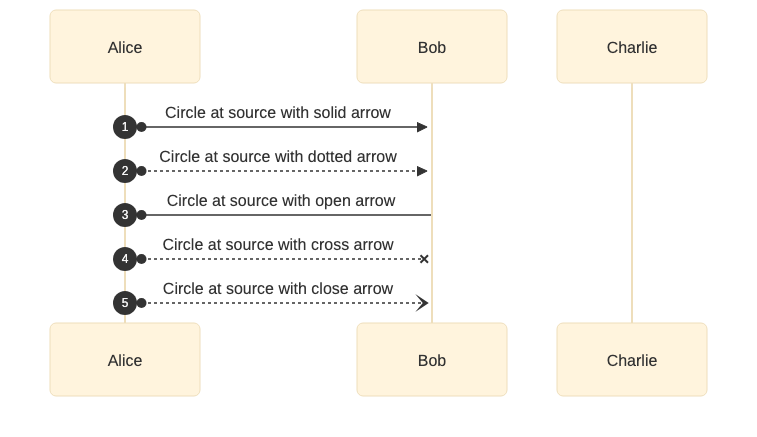 Alice
Bob
Charlie
Circle at source with solid arrow
1
Circle at source with dotted arrow
2
Circle at source with open arrow
3
Circle at source with cross arrow
4
Circle at source with close arrow
5
Alice
Bob
Charlie